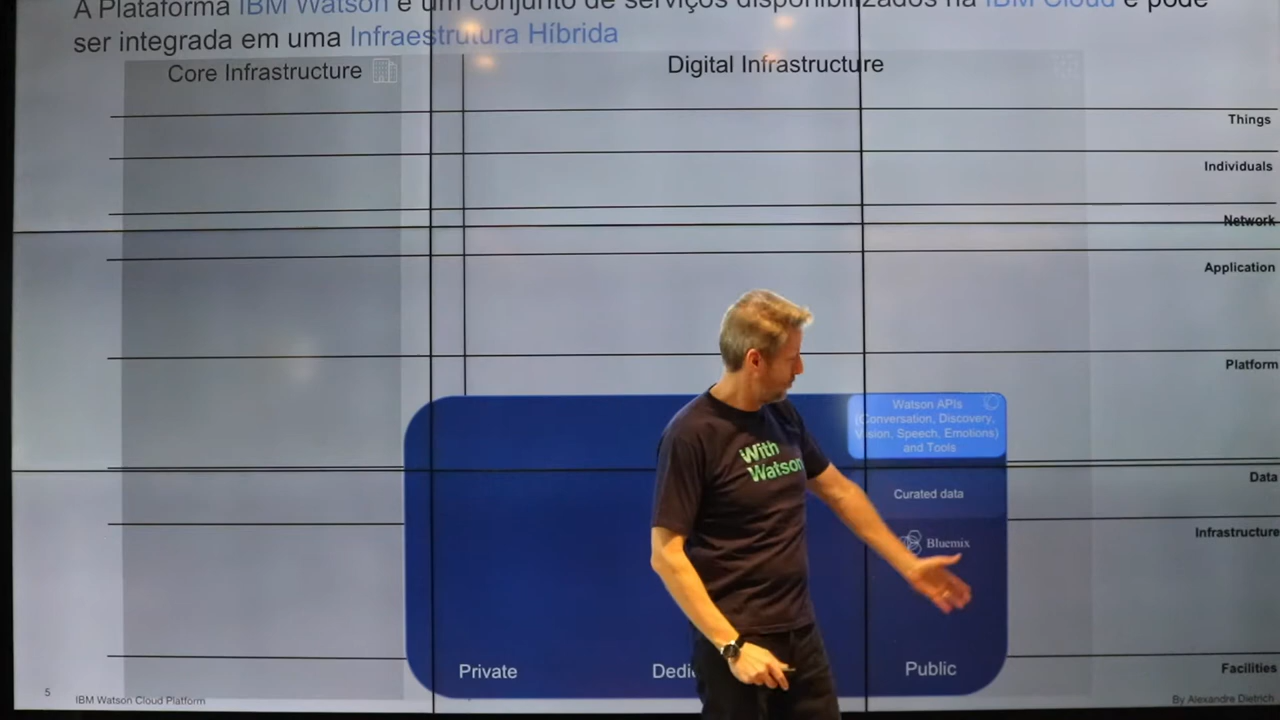 A Plataforma IBM Watson é um conjunto de serviços disponibilizados na IBM Cloud e pode
ser integrada em uma Infraestrutura Híbrida
Core Infrastructure
Digital Infrastructure
Things
Individuals
Network
Application
Platform
Watson APIs
(Conversation, Discovery,
Vision, Speech, Emotions)
and Tools
With
Watson
Data
Curated data
Infrastructure
Bluemix
Private
Public
Facilities
5
IBM Watson Cloud Platform
By Alexandre Dietrich.